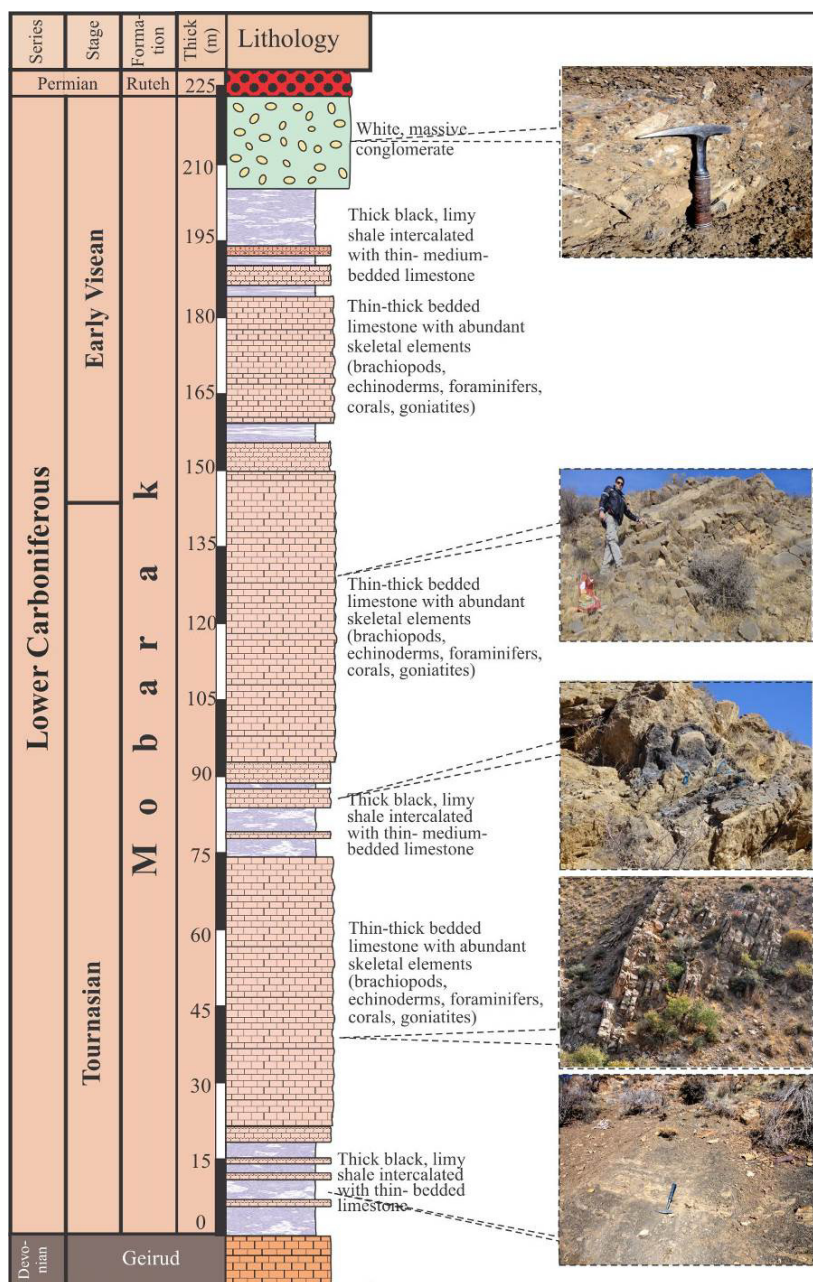 Series
Stage
Forma-
tion
Thick
(m)
Lithology
Permian
Ruteh
225
210
195
180
165
150
135
120
105
90
75
60
45
30
15
0
Lower Carboniferous
Early Visean
Tournasian
Mobarak
Devo-
nian
Geirud
White, massive
conglomerate
Thick black, limy
shale intercalated
with thin- medium-
bedded limestone
Thin-thick bedded
limestone with abundant
skeletal elements
(brachiopods,
echinoderms, foraminifers,
corals, goniatites)
Thin-thick bedded
limestone with abundant
skeletal elements
(brachiopods,
echinoderms, foraminifers,
corals, goniatites)
Thick black, limy
shale intercalated
with thin- medium-
bedded limestone
Thin-thick bedded
limestone with abundant
skeletal elements
(brachiopods,
echinoderms, foraminifers,
corals, goniatites)
Thick black, limy
shale intercalated
with thin- bedded
limestone